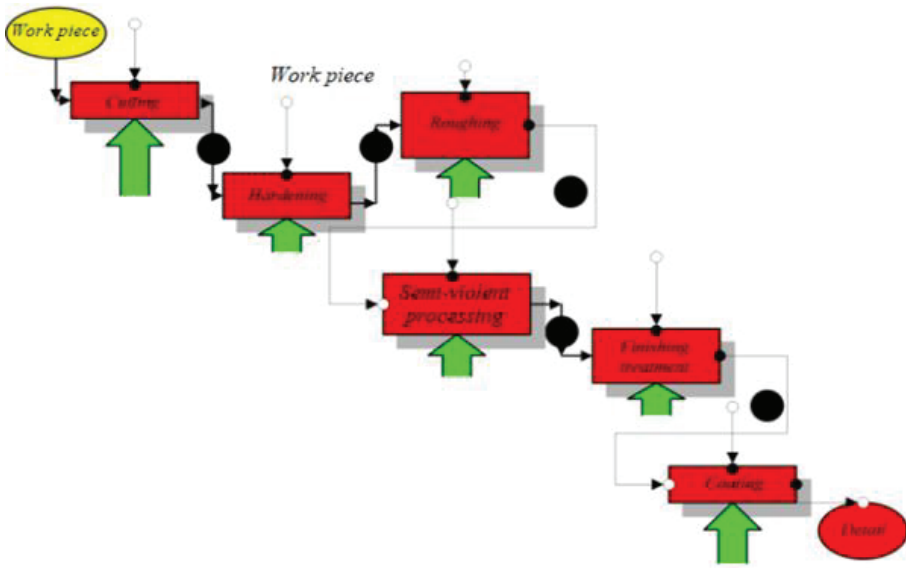 Work piece
Cutting
Work piece
Roughing
Hardening
Semi-violent
processing
Finishing
treatment
Coating
Detail